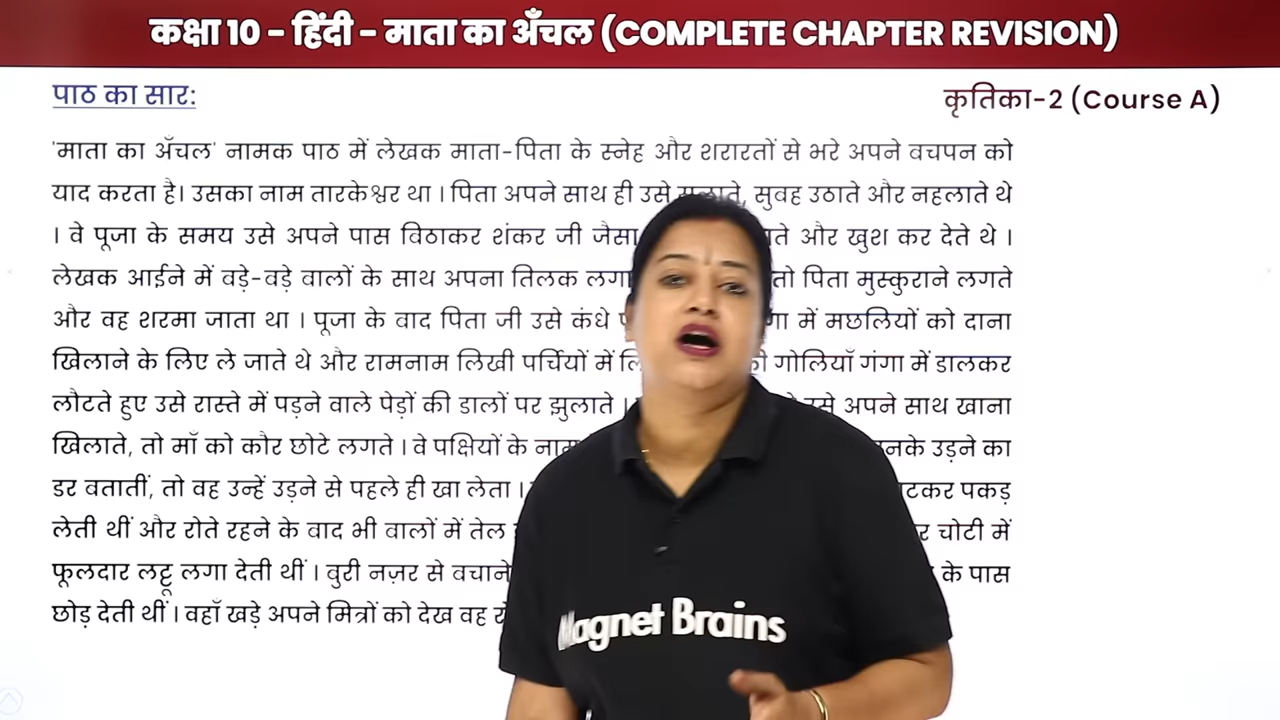 कक्षा 10 - हिंदी - माता का अँचल (COMPLETE CHAPTER REVISION)
पाठ का सार:
कृतिका-2 (Course A)
'माता का अँचल' नामक पाठ में लेखक माता-पिता के स्नेह और शरारतों से भरे अपने बचपन को
याद करता है। उसका नाम तारकेश्वर था । पिता अपने साथ ही उसे सुलाते, सुबह उठाते और नहलाते थे
। वे पूजा के समय उसे अपने पास बिठाकर शंकर जी जैसा और खुश कर देते थे ।
लेखक आईने में बड़े-बड़े बालों के साथ अपना तिलक तो पिता मुस्कुराने लगते
और वह शरमा जाता था । पूजा के बाद पिता जी उसे कंधे में मछलियों को दाना
खिलाने के लिए ले जाते थे और रामनाम लिखी पर्चियों में गोलियाँ गंगा में डालकर
लौटते हुए उसे रास्ते में पड़ने वाले पेड़ों की डालों पर झुलाते । उसे अपने साथ खाना
खिलाते, तो माँ को कौर छोटे लगते । वे पक्षियों के उड़ने का
डर बतातीं, तो वह उन्हें उड़ने से पहले ही खा लेता । पकड़
लेती थीं और रोते रहने के बाद भी बालों में तेल चोटी में
फूलदार लट्टू लगा देती थीं । बुरी नज़र से बचाने के पास
छोड़ देती थीं । वहाँ खड़े अपने मित्रों को देख वह
Magnet Brains